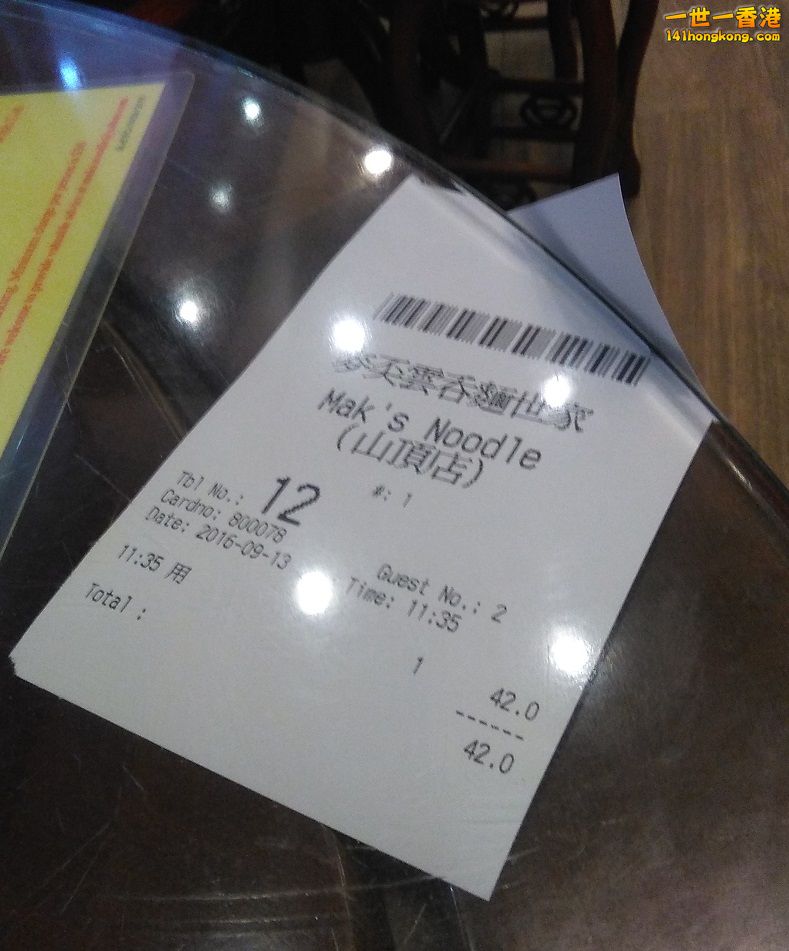 一世一香港
141hongkong.com
麥奀雲吞麵世家
Mak's Noodle
(山頂店)
#: 1
Tbl No.: 12
Cardno: 800078
Guest No.: 2
Date: 2016-09-13
Time: 11:35
11:35 用
1
42.0
Total :
42.0